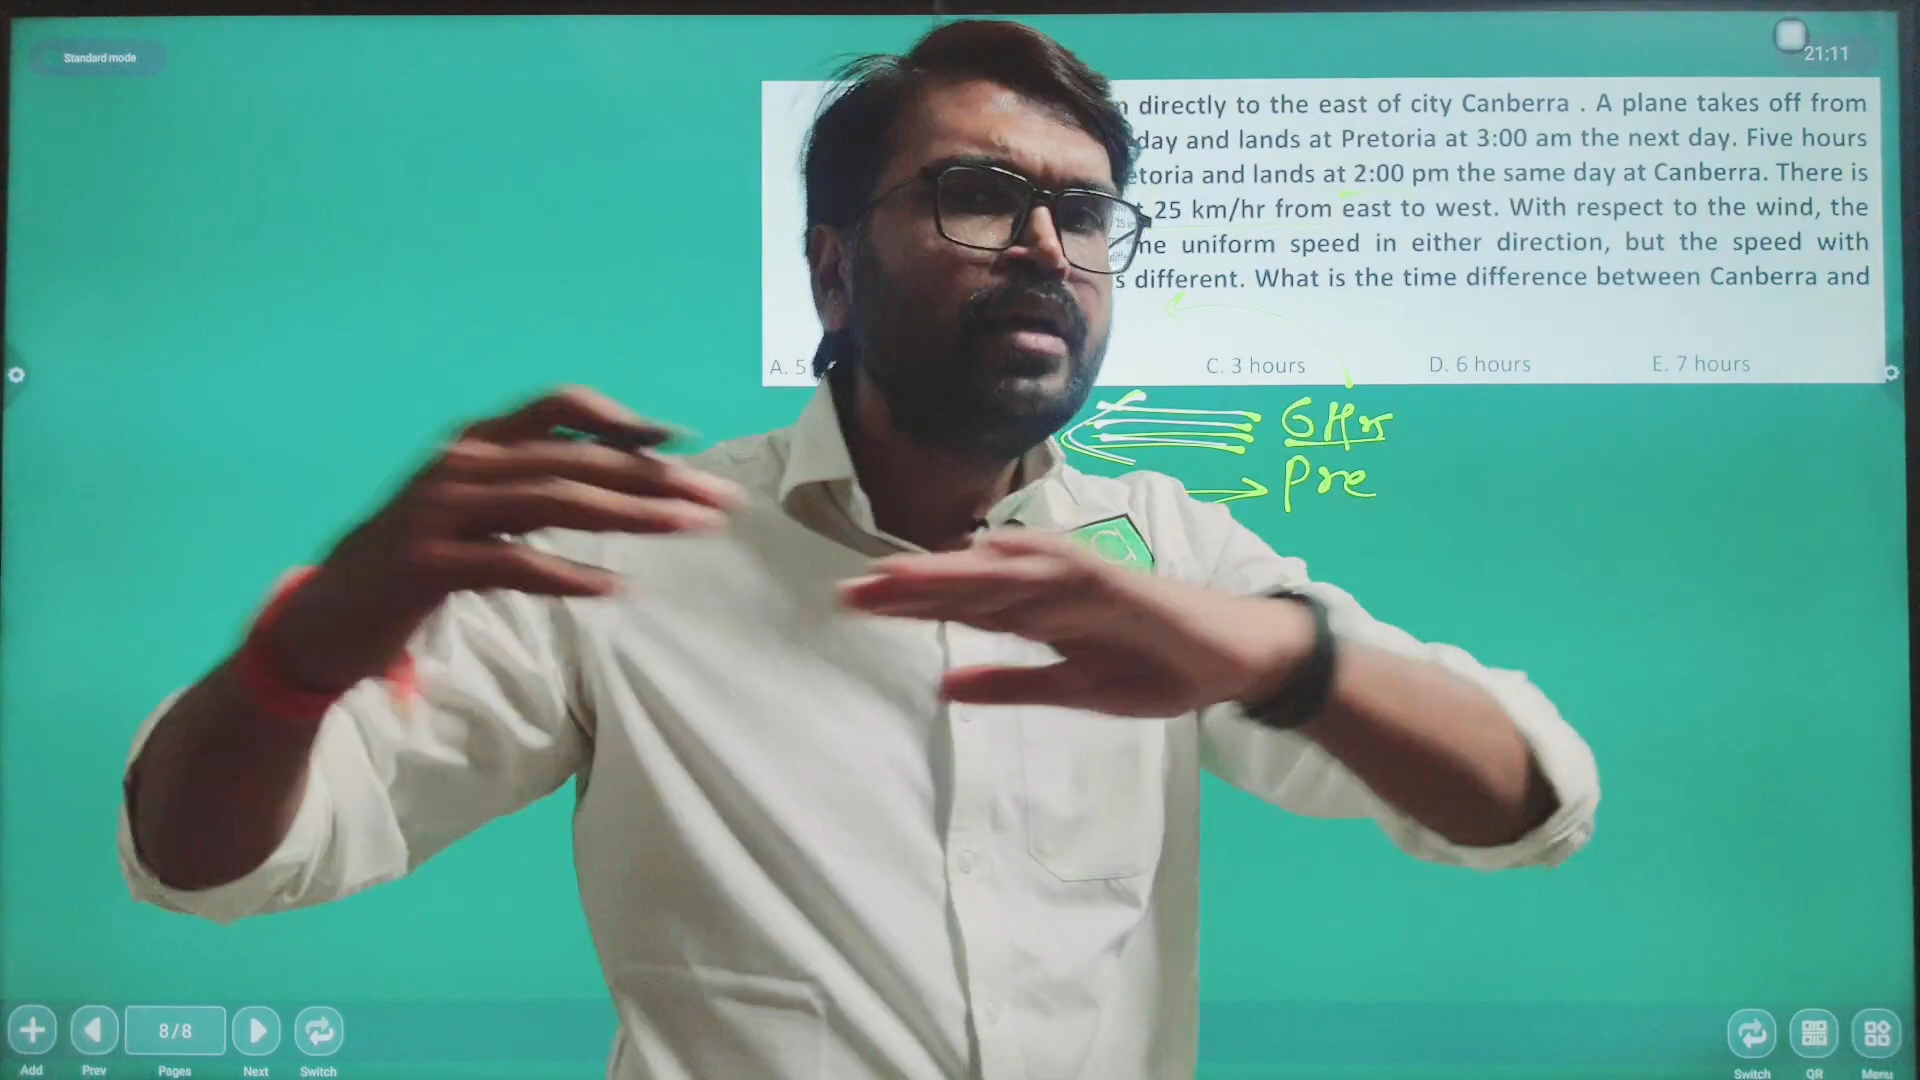 Standard mode
21:11
directly to the east of city Canberra . A plane takes off from
day and lands at Pretoria at 3:00 am the next day. Five hours
etoria and lands at 2:00 pm the same day at Canberra. There is
25 km/hr from east to west. With respect to the wind, the
uniform speed in either direction, but the speed with
different. What is the time difference between Canberra and
A. 5
C. 3 hours
D. 6 hours
E. 7 hours
6 Hr
Pre
8/8
Add
Prev
Pages
Next
Switch
Switch
QR
Menu